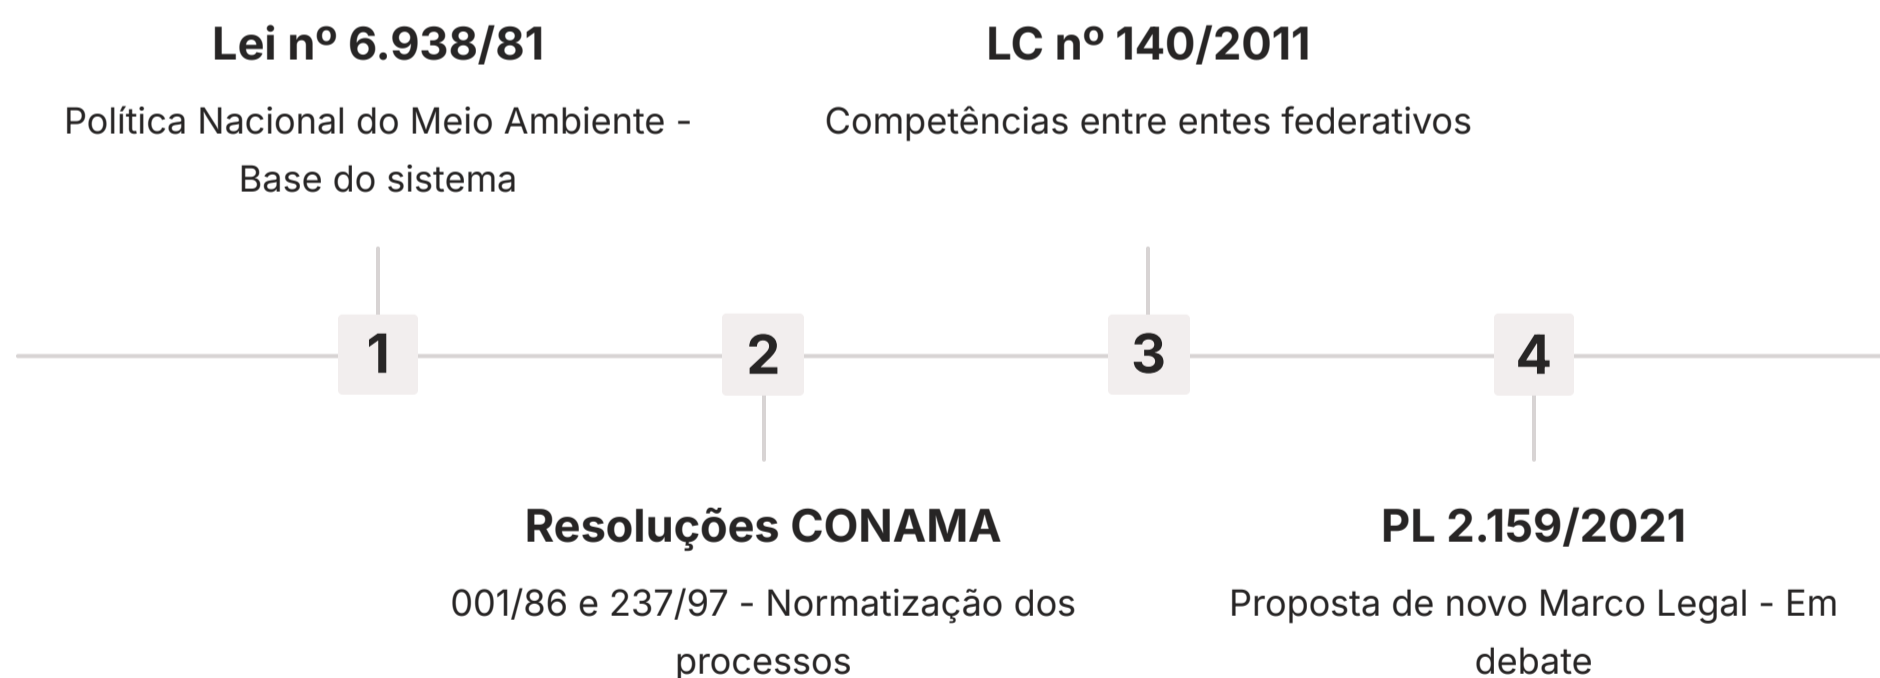 Lei nº 6.938/81
Política Nacional do Meio Ambiente -
Base do sistema
LC nº 140/2011
Competências entre entes federativos
1
2
3
4
Resoluções CONAMA
001/86 e 237/97 - Normatização dos
processos
PL 2.159/2021
Proposta de novo Marco Legal - Em
debate